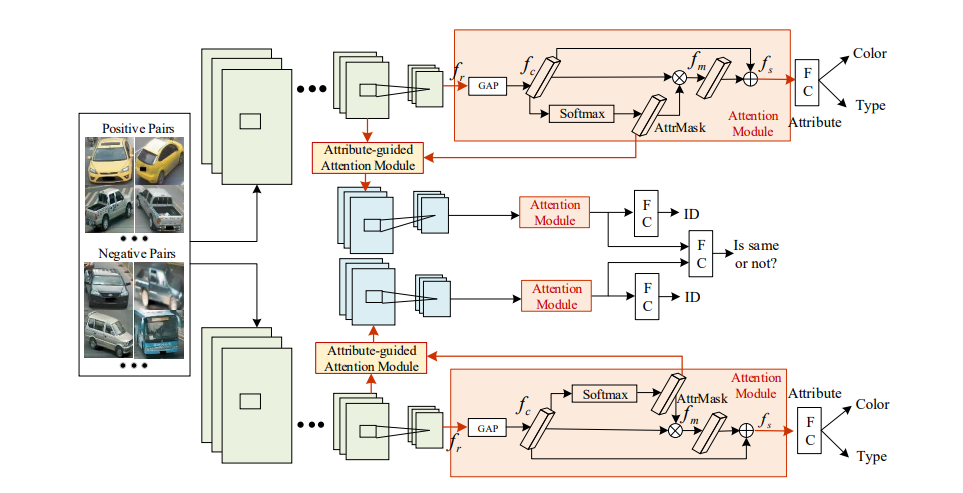 Positive Pairs
Negative Pairs
f_r
GAP
f_c
Softmax
AttrMask
f_m
f_s
Attention
Module
F
C
Attribute
Color
Type
Attribute-guided
Attention Module
Attention
Module
F
C
ID
F
C
Is same
or not?
Attention
Module
F
C
ID
Attribute-guided
Attention Module
f_r
GAP
f_c
Softmax
AttrMask
f_m
f_s
Attention
Module
Attribute
F
C
Color
Type